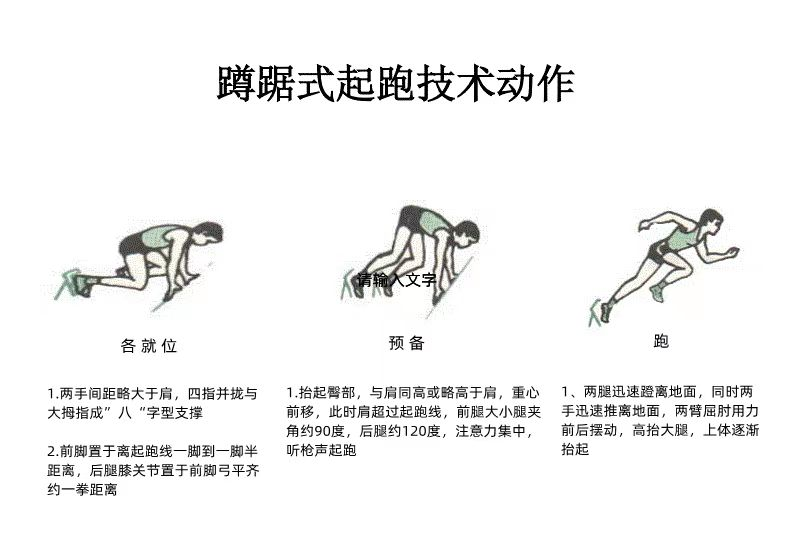 蹲踞式起跑技术动作
请输入文字
各就位
预备
跑
1.两手间距略大于肩，四指并拢与
大拇指成”八“字型支撑
2.前脚置于离起跑线一脚到一脚半
距离，后腿膝关节置于前脚弓平齐
约一拳距离
1.抬起臀部，与肩同高或略高于肩，重心
前移，此时肩超过起跑线，前腿大小腿夹
角约90度，后腿约120度，注意力集中，
听枪声起跑
1、两腿迅速蹬离地面，同时两
手迅速推离地面，两臂屈肘用力
前后摆动，高抬大腿，上体逐渐
抬起